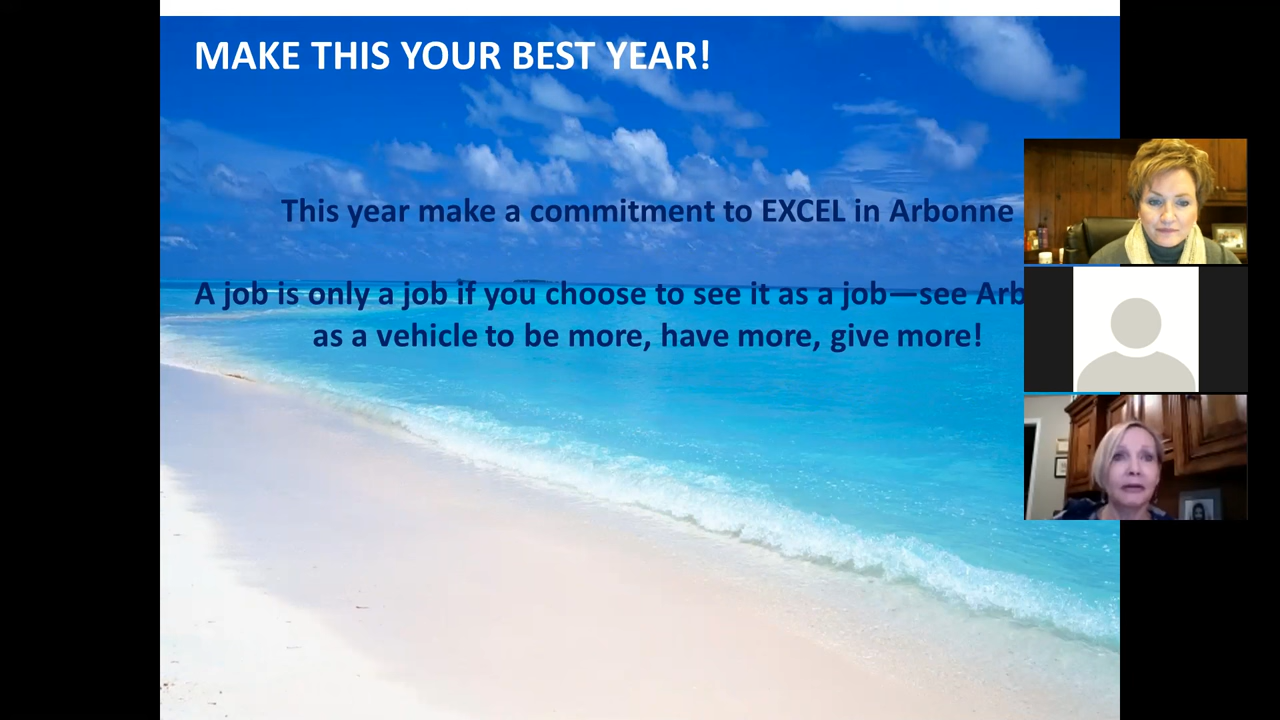 MAKE THIS YOUR BEST YEAR!
This year make a commitment to EXCEL in Arbonne
A job is only a job if you choose to see it as a job—see Arb
as a vehicle to be more, have more, give more!